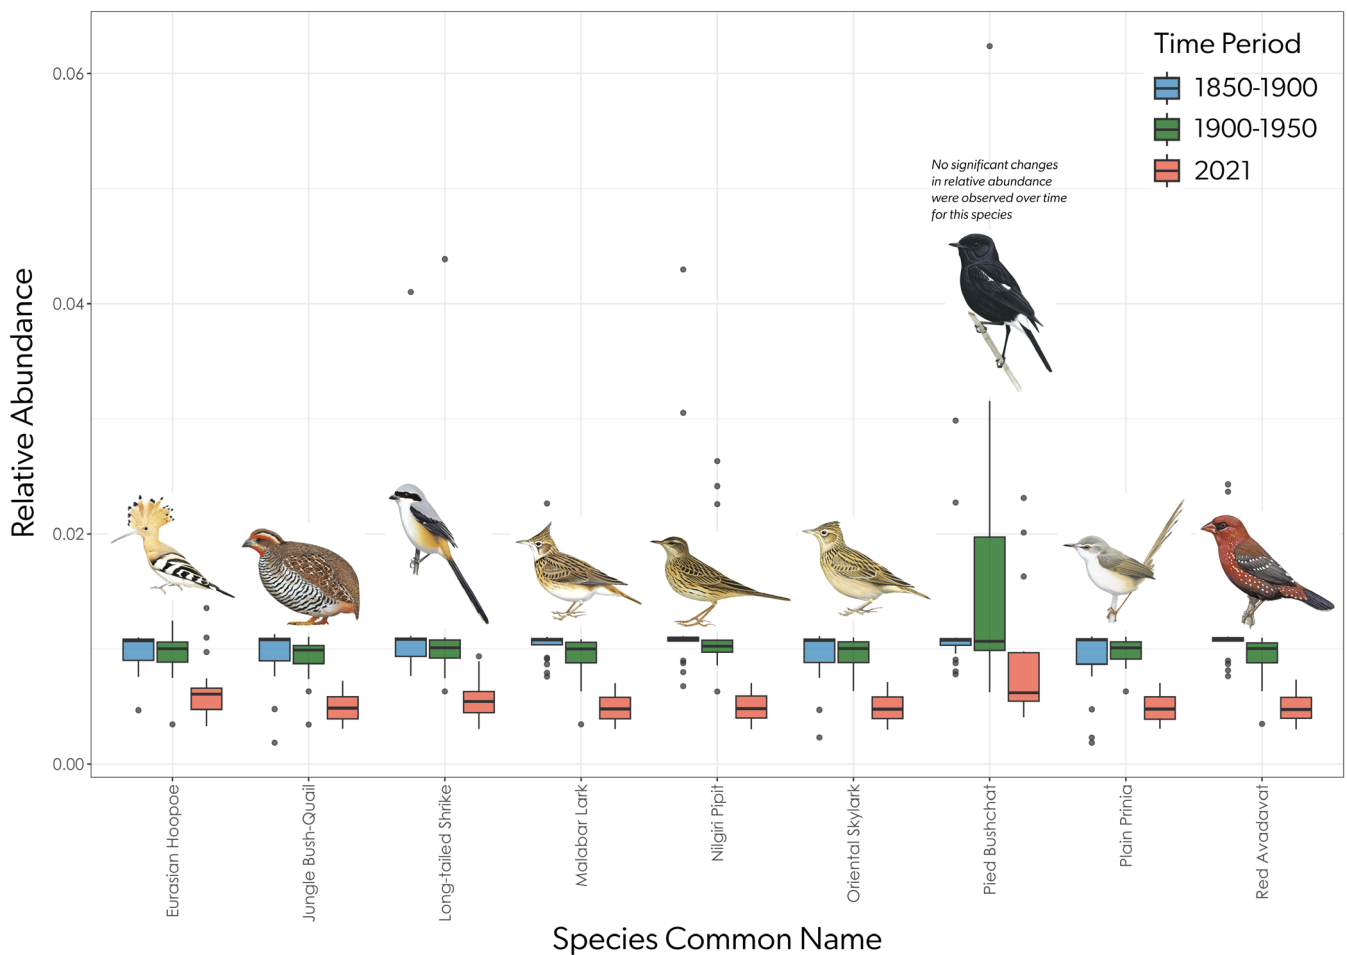 Time Period
1850-1900
1900-1950
2021
No significant changes
in relative abundance
were observed over time
for this species
Relative Abundance
0.06
0.04
0.02
0.00
Eurasian Hoopoe
Jungle Bush-Quail
Long-tailed Shrike
Malabar Lark
Nilgiri Pipit
Oriental Skylark
Pied Bushchat
Plain Prinia
Red Avadavat
Species Common Name